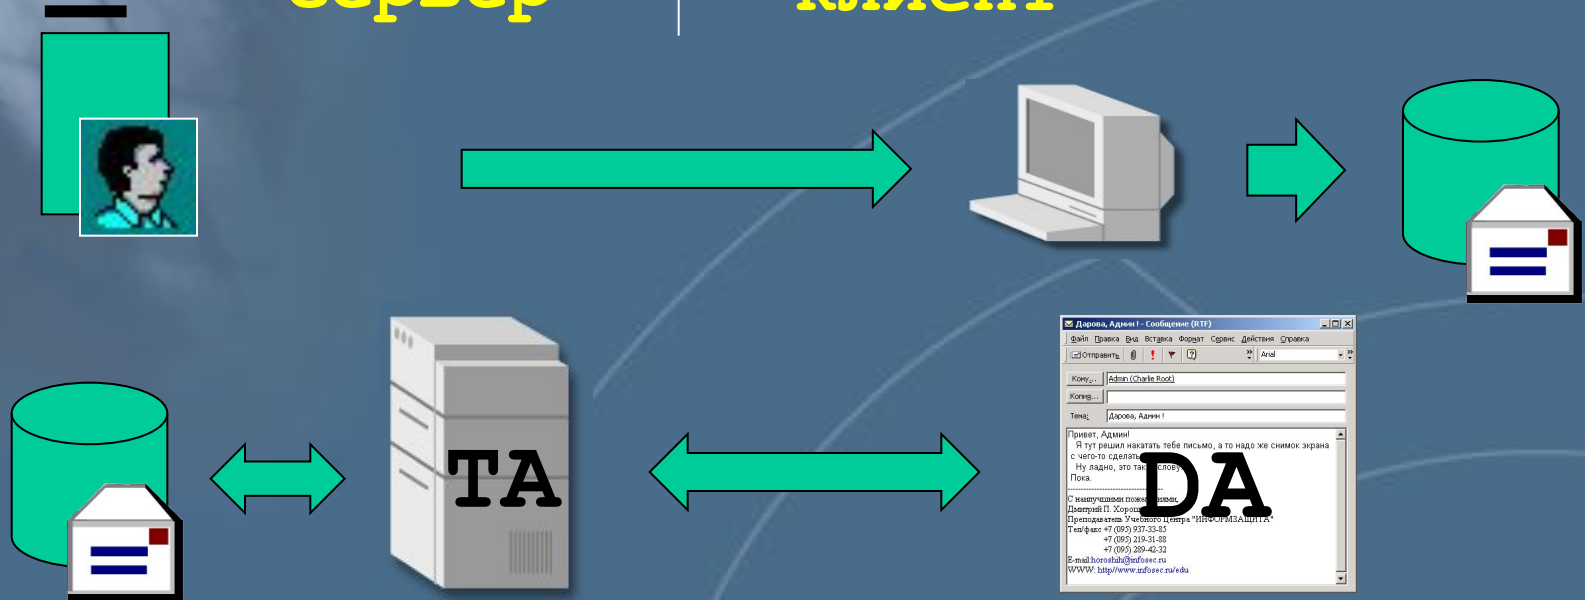 сервер
клиент
Дарова, Админ ! - Сообщение (RTF)
Файл Правка Вид Вставка Формат Сервис Действия Справка
Отправить
Arial
Кому...
Admin (Charlie Root)
Копия...
Тема:
Дарова, Админ !
Привет, Админ!
Я тут решил накатать тебе письмо, а то надо же снимок экрана
с чего-то сделать
Ну ладно, это так
Пока.
С наилучшими
Дмитрий П.
Преподаватель Учебного Центра "ИНФОРМЗАЩИТА"
Тел/факс +7 (095) 937-33-85
+7 (095) 219-31-88
+7 (095) 289-42-32
E-mail:horoshih@infosec.ru
WWW: http//www.infosec.ru/edu
TA
DA